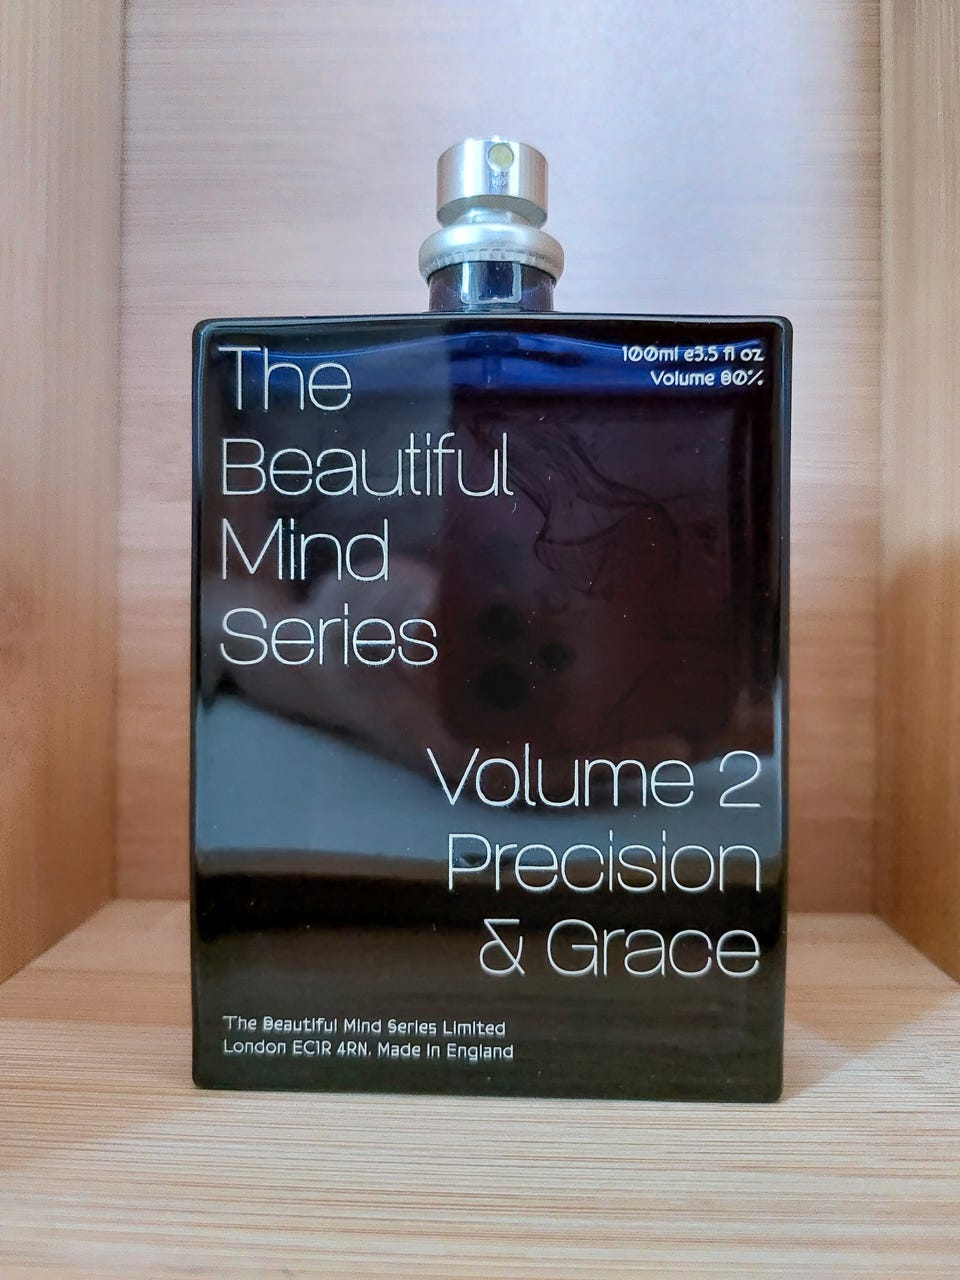 The
Beautiful
Mind
Series
100ml e3.5 fl oz
Volume 80%
Volume 2
Precision
& Grace
The Beautiful Mind Series Limited
London EC1R 4RN. Made In England